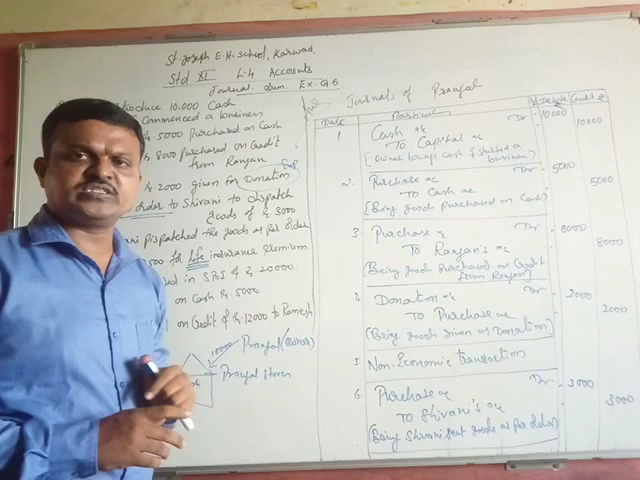 St. Joseph E.H. School, Karwad.
Std XI L.4 Accounts
Journal Sum. Ex. Q.5
introduce 10.000 Cash
Commenced a business
Rs. 5000 purchased on Cash
Rs. 8000 purchased on Credit
from Ranjan
Rs. 2000 given for Donation
order to Shivani to Dispatch
goods of Rs. 3000
Dispatched the goods as per order
500 for life insurance premium.
in SBI of Rs. 20000.
on Cash Rs. 5000
on Credit of Rs. 12000 to Ramesh
10000 Pranjal (owner)
Pranjal stores
Journals of Pranjal
Date Particular Debit Credit
1 Cash a/c Dr - 10000
To Capital a/c 10000
(Owner brings cash & started a
business)
2. Purchase a/c Dr - 5000
To Cash a/c 5000
(Being goods purchased on Cash)
3. Purchase a/c Dr - 8000
To Ranjan's a/c 8000
(Being goods purchased on Credit
from Ranjan)
4. Donation a/c Dr - 2000
To Purchase a/c 2000
(Being goods given as Donation)
5. Non-Economic transaction
6. Purchase a/c Dr - 3000
To Shivani's a/c 3000
(Being Shivani sent goods as per order)